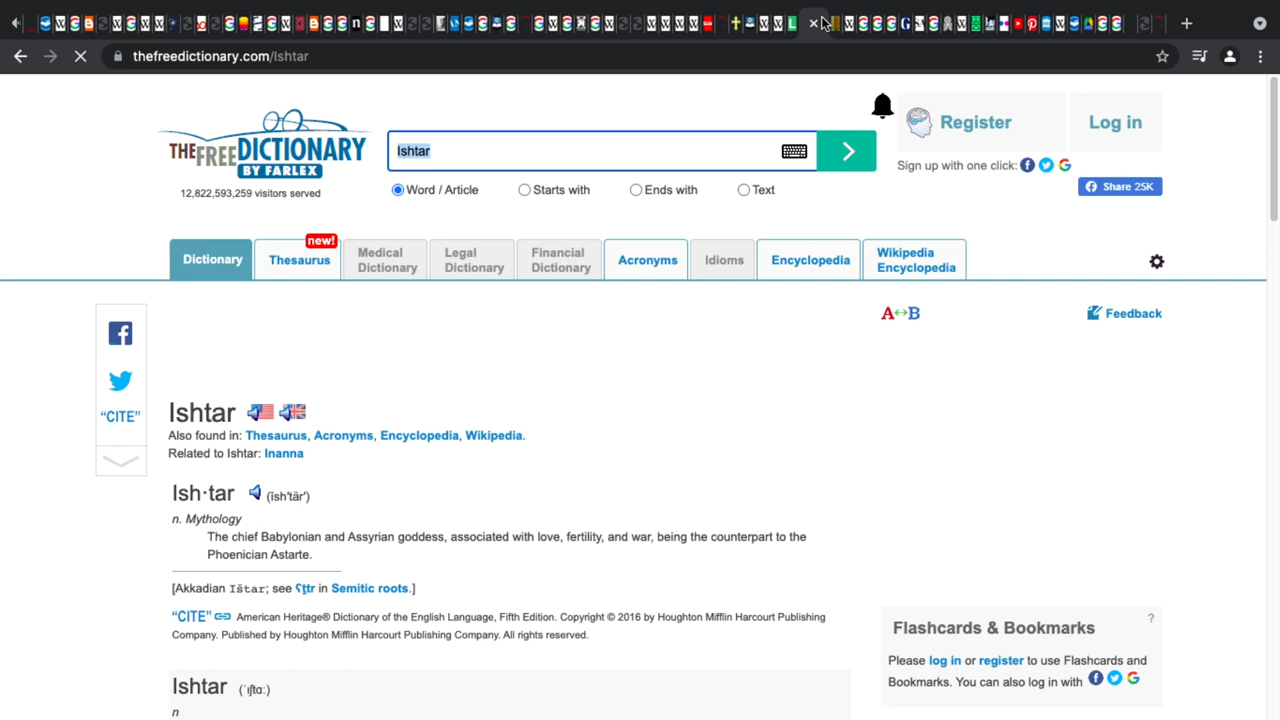 thefreedictionary.com/Ishtar
THE FREE DICTIONARY
BY FARLEX
12,822,593,259 visitors served
Ishtar
Word / Article
Starts with
Ends with
Text
Register
Log in
Sign up with one click:
Share 25K
Dictionary
new!
Thesaurus
Medical
Dictionary
Legal
Dictionary
Financial
Dictionary
Acronyms
Idioms
Encyclopedia
Wikipedia
Encyclopedia
A↔B
Feedback
“CITE”
Ishtar
Also found in: Thesaurus, Acronyms, Encyclopedia, Wikipedia.
Related to Ishtar: Inanna
Ish·tar (ĭsh′tär′)
n. Mythology
The chief Babylonian and Assyrian goddess, associated with love, fertility, and war, being the counterpart to the
Phoenician Astarte.
[Akkadian Ištar; see ʕṯtr in Semitic roots.]
“CITE” American Heritage® Dictionary of the English Language, Fifth Edition. Copyright © 2016 by Houghton Mifflin Harcourt Publishing
Company. Published by Houghton Mifflin Harcourt Publishing Company. All rights reserved.
?
Flashcards & Bookmarks
Please log in or register to use Flashcards and
Bookmarks. You can also log in with
Ishtar (ˈɪʃtɑː)
n